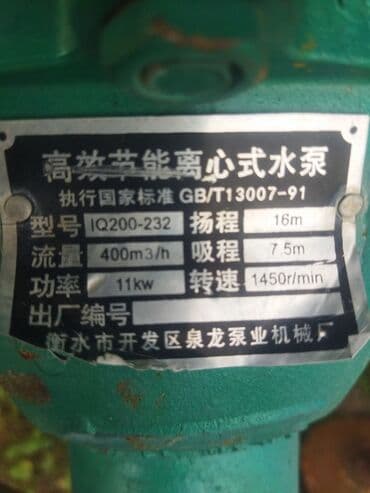 高效节能离心式水泵
执行国家标准 GB/T13007-91
型号 IQ200-232 扬程 16m
流量 400m3/h 吸程 7.5m
功率 11kw 转速 1450r/min
出厂编号
衡水市开发区泉龙泵业机械厂